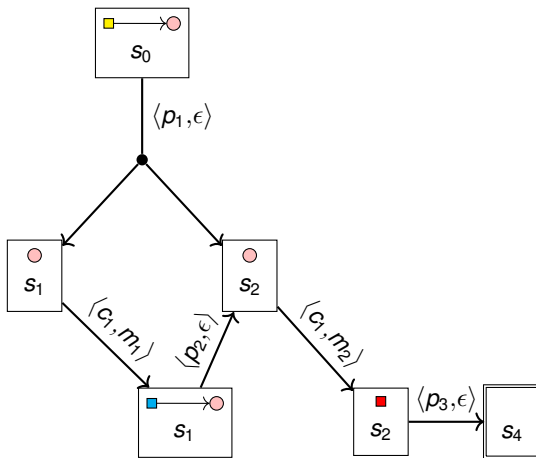 s₀
⟨p₁,ϵ⟩
s₁
s₂
⟨c₁,m₁⟩
⟨p₂,ϵ⟩
⟨c₁,m₂⟩
s₁
s₂
⟨p₃,ϵ⟩
s₄